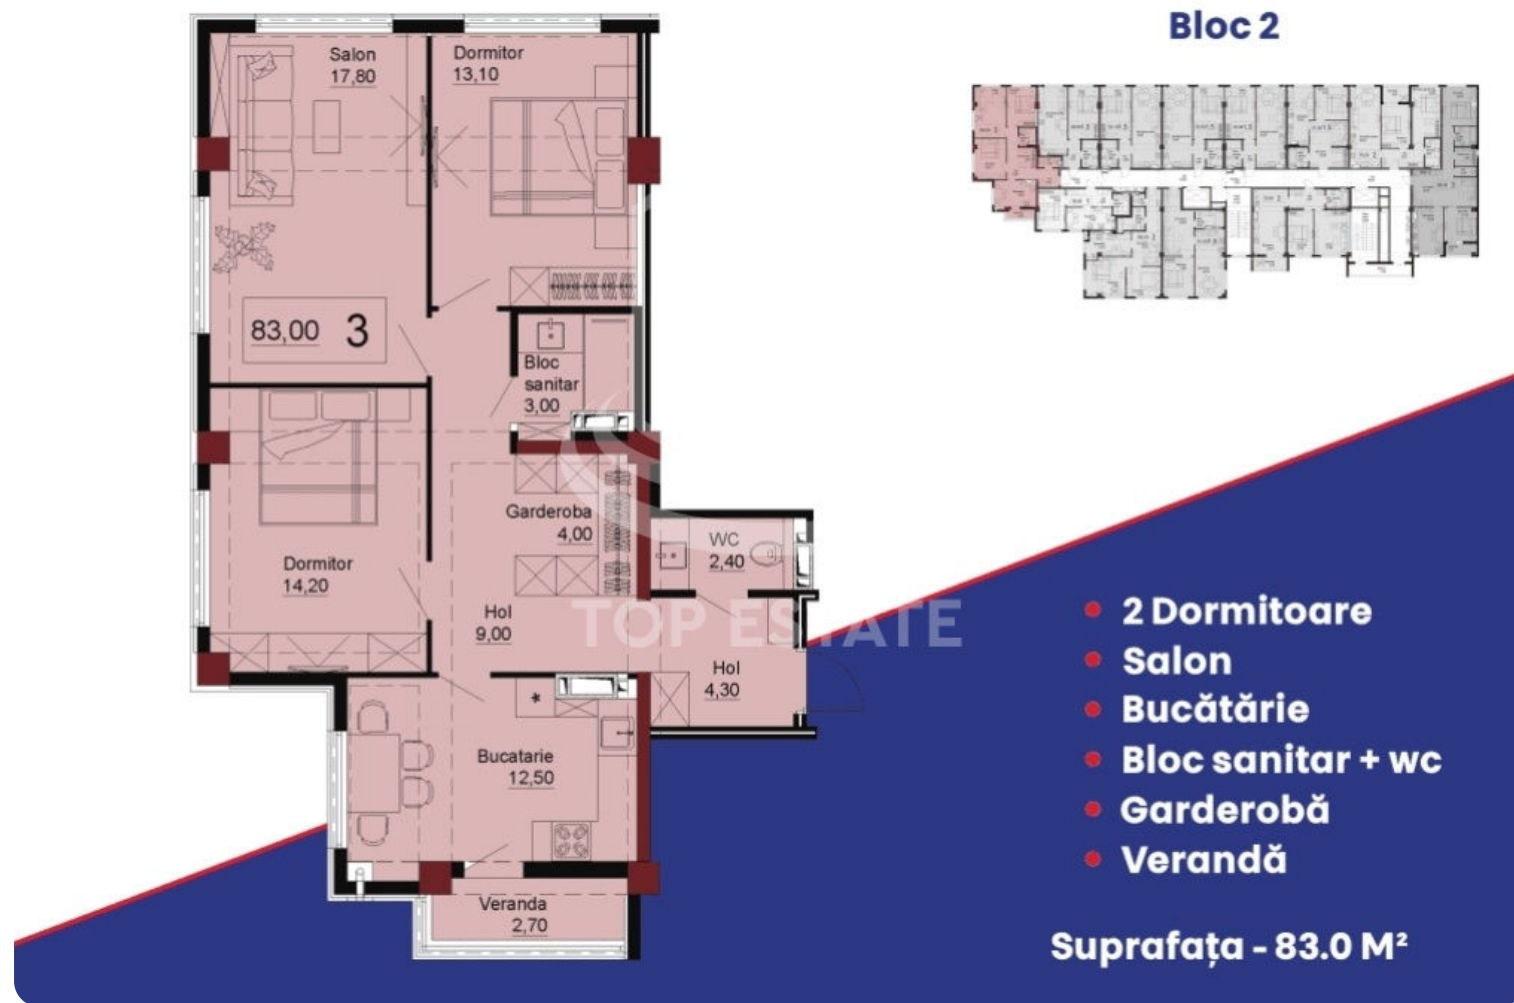 Bloc 2
Salon
17,80
Dormitor
13,10
83,00 3
Bloc
sanitar
3,00
Garderoba
4,00
WC
2,40
Dormitor
14,20
Hol
9,00
TOP ESTATE
Hol
4,30
Bucatarie
12,50
Veranda
2,70
2 Dormitoare
Salon
Bucătărie
Bloc sanitar + wc
Garderobă
Verandă
Suprafața - 83.0 M²